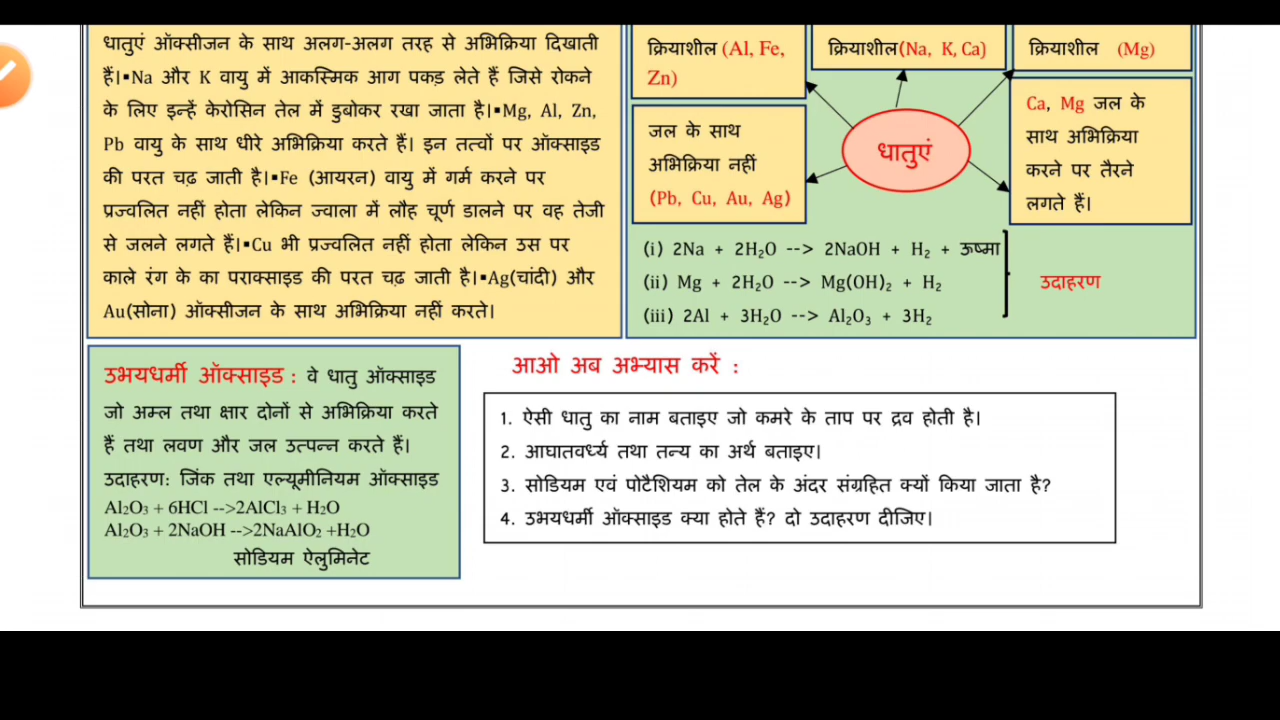 धातुएं ऑक्सीजन के साथ अलग-अलग तरह से अभिक्रिया दिखाती
हैं।▪Na और K वायु में आकस्मिक आग पकड़ लेते हैं जिसे रोकने
के लिए इन्हें केरोसिन तेल में डुबोकर रखा जाता है।▪Mg, Al, Zn,
Pb वायु के साथ धीरे अभिक्रिया करते हैं। इन तत्वों पर ऑक्साइड
की परत चढ़ जाती है।▪Fe (आयरन) वायु में गर्म करने पर
प्रज्वलित नहीं होता लेकिन ज्वाला में लौह चूर्ण डालने पर वह तेजी
से जलने लगते हैं।▪Cu भी प्रज्वलित नहीं होता लेकिन उस पर
काले रंग के का पराक्साइड की परत चढ़ जाती है।▪Ag(चांदी) और
Au(सोना) ऑक्सीजन के साथ अभिक्रिया नहीं करते।
क्रियाशील (Al, Fe,
Zn)
क्रियाशील(Na, K, Ca)
क्रियाशील (Mg)
जल के साथ
अभिक्रिया नहीं
(Pb, Cu, Au, Ag)
धातुएं
Ca, Mg जल के
साथ अभिक्रिया
करने पर तैरने
लगते हैं।
(i) 2Na + 2H₂O --> 2NaOH + H₂ + ऊष्मा
(ii) Mg + 2H₂O --> Mg(OH)₂ + H₂
(iii) 2Al + 3H₂O --> Al₂O₃ + 3H₂
उदाहरण
उभयधर्मी ऑक्साइड : वे धातु ऑक्साइड
जो अम्ल तथा क्षार दोनों से अभिक्रिया करते
हैं तथा लवण और जल उत्पन्न करते हैं।
उदाहरण: जिंक तथा एल्यूमीनियम ऑक्साइड
Al₂O₃ + 6HCl -->2AlCl₃ + H₂O
Al₂O₃ + 2NaOH -->2NaAlO₂ +H₂O
सोडियम ऐलुमिनेट
आओ अब अभ्यास करें :
1. ऐसी धातु का नाम बताइए जो कमरे के ताप पर द्रव होती है।
2. आघातवर्ध्य तथा तन्य का अर्थ बताइए।
3. सोडियम एवं पोटैशियम को तेल के अंदर संग्रहित क्यों किया जाता है?
4. उभयधर्मी ऑक्साइड क्या होते हैं? दो उदाहरण दीजिए।